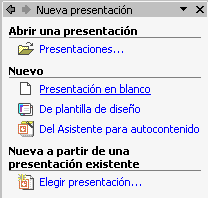 Nueva presentación
Abrir una presentación
Presentaciones...
Nuevo
Presentación en blanco
De plantilla de diseño
Del Asistente para autocontenido
Nueva a partir de una
presentación existente
Elegir presentación...